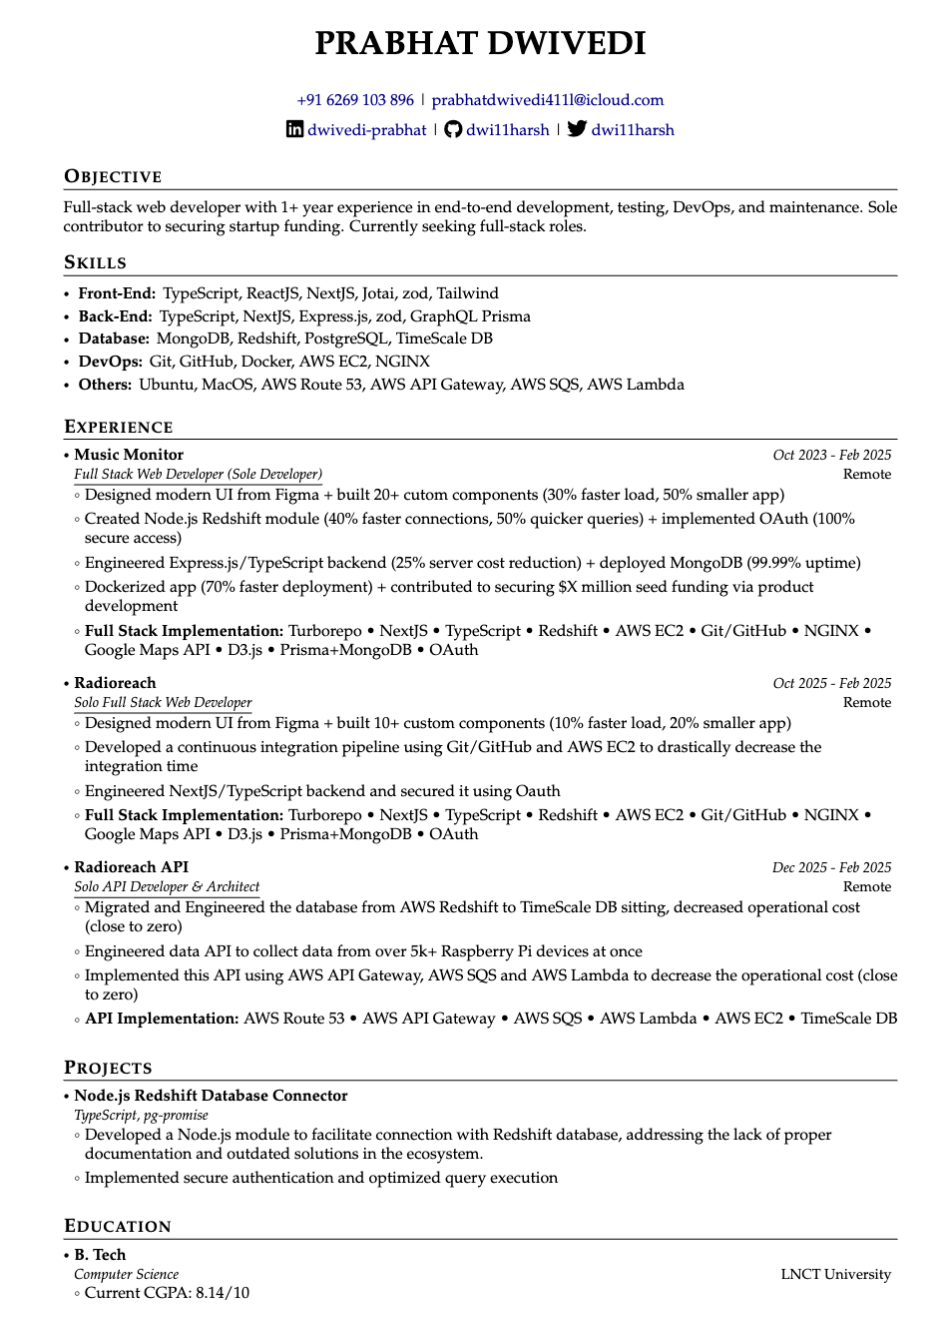 PRABHAT DWIVEDI
+91 6269 103 896 | prabhatdwivedi411l@icloud.com
dwivedi-prabhat | dwi11harsh | dwi11harsh
OBJECTIVE
Full-stack web developer with 1+ year experience in end-to-end development, testing, DevOps, and maintenance. Sole
contributor to securing startup funding. Currently seeking full-stack roles.
SKILLS
• Front-End: TypeScript, ReactJS, NextJS, Jotai, zod, Tailwind
• Back-End: TypeScript, NextJS, Express.js, zod, GraphQL Prisma
• Database: MongoDB, Redshift, PostgreSQL, TimeScale DB
• DevOps: Git, GitHub, Docker, AWS EC2, NGINX
• Others: Ubuntu, MacOS, AWS Route 53, AWS API Gateway, AWS SQS, AWS Lambda
EXPERIENCE
• Music Monitor Oct 2023 - Feb 2025
Full Stack Web Developer (Sole Developer) Remote
◦ Designed modern UI from Figma + built 20+ cutom components (30% faster load, 50% smaller app)
◦ Created Node.js Redshift module (40% faster connections, 50% quicker queries) + implemented OAuth (100%
secure access)
◦ Engineered Express.js/TypeScript backend (25% server cost reduction) + deployed MongoDB (99.99% uptime)
◦ Dockerized app (70% faster deployment) + contributed to securing $X million seed funding via product
development
◦ Full Stack Implementation: Turborepo • NextJS • TypeScript • Redshift • AWS EC2 • Git/GitHub • NGINX •
Google Maps API • D3.js • Prisma+MongoDB • OAuth
• Radioreach Oct 2025 - Feb 2025
Solo Full Stack Web Developer Remote
◦ Designed modern UI from Figma + built 10+ custom components (10% faster load, 20% smaller app)
◦ Developed a continuous integration pipeline using Git/GitHub and AWS EC2 to drastically decrease the
integration time
◦ Engineered NextJS/TypeScript backend and secured it using Oauth
◦ Full Stack Implementation: Turborepo • NextJS • TypeScript • Redshift • AWS EC2 • Git/GitHub • NGINX •
Google Maps API • D3.js • Prisma+MongoDB • OAuth
• Radioreach API Dec 2025 - Feb 2025
Solo API Developer & Architect Remote
◦ Migrated and Engineered the database from AWS Redshift to TimeScale DB sitting, decreased operational cost
(close to zero)
◦ Engineered data API to collect data from over 5k+ Raspberry Pi devices at once
◦ Implemented this API using AWS API Gateway, AWS SQS and AWS Lambda to decrease the operational cost (close
to zero)
◦ API Implementation: AWS Route 53 • AWS API Gateway • AWS SQS • AWS Lambda • AWS EC2 • TimeScale DB
PROJECTS
• Node.js Redshift Database Connector
TypeScript, pg-promise
◦ Developed a Node.js module to facilitate connection with Redshift database, addressing the lack of proper
documentation and outdated solutions in the ecosystem.
◦ Implemented secure authentication and optimized query execution
EDUCATION
• B. Tech
Computer Science LNCT University
◦ Current CGPA: 8.14/10